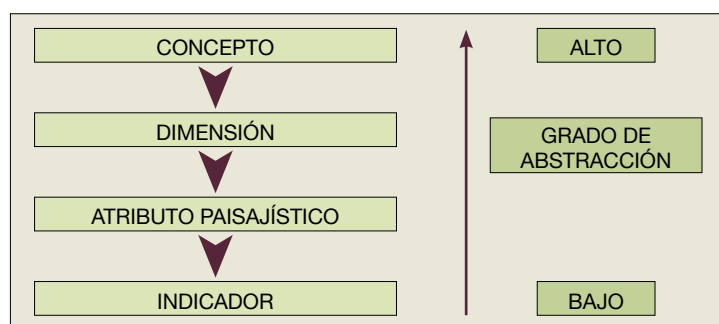 CONCEPTO
DIMENSIÓN
ATRIBUTO PAISAJÍSTICO
INDICADOR
ALTO
GRADO DE
ABSTRACCIÓN
BAJO